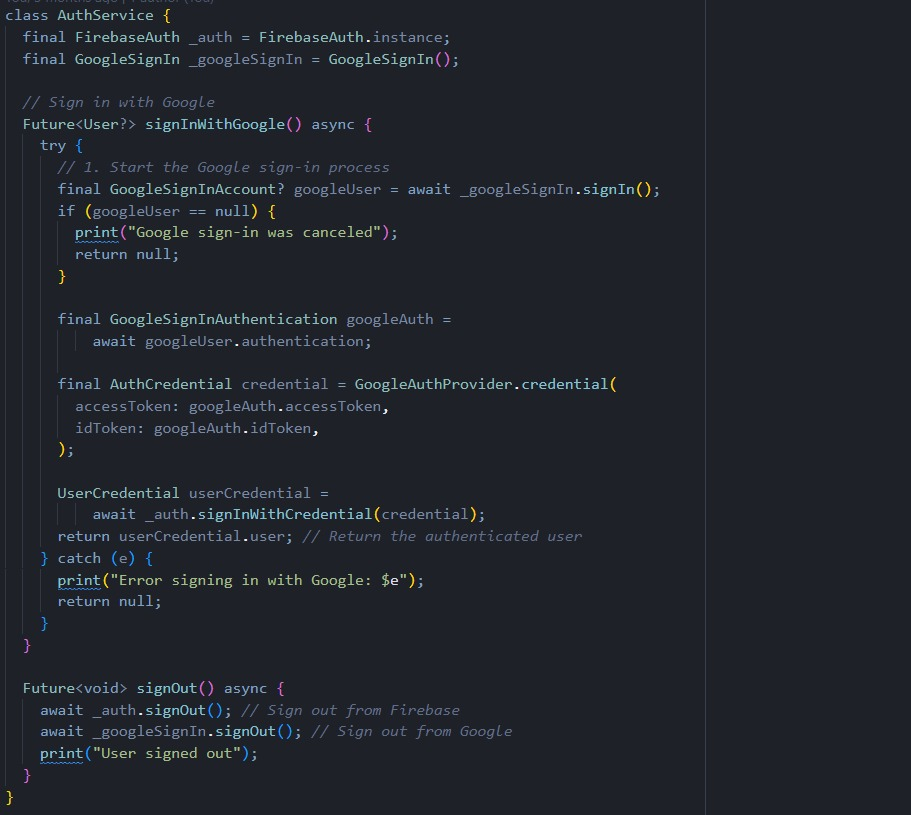 class AuthService {
  final FirebaseAuth _auth = FirebaseAuth.instance;
  final GoogleSignIn _googleSignIn = GoogleSignIn();

  // Sign in with Google
  Future<User?> signInWithGoogle() async {
    try {
      // 1. Start the Google sign-in process
      final GoogleSignInAccount? googleUser = await _googleSignIn.signIn();
      if (googleUser == null) {
        print("Google sign-in was canceled");
        return null;
      }

      final GoogleSignInAuthentication googleAuth =
          await googleUser.authentication;

      final AuthCredential credential = GoogleAuthProvider.credential(
        accessToken: googleAuth.accessToken,
        idToken: googleAuth.idToken,
      );

      UserCredential userCredential =
          await _auth.signInWithCredential(credential);
      return userCredential.user; // Return the authenticated user
    } catch (e) {
      print("Error signing in with Google: $e");
      return null;
    }
  }

  Future<void> signOut() async {
    await _auth.signOut(); // Sign out from Firebase
    await _googleSignIn.signOut(); // Sign out from Google
    print("User signed out");
  }
}